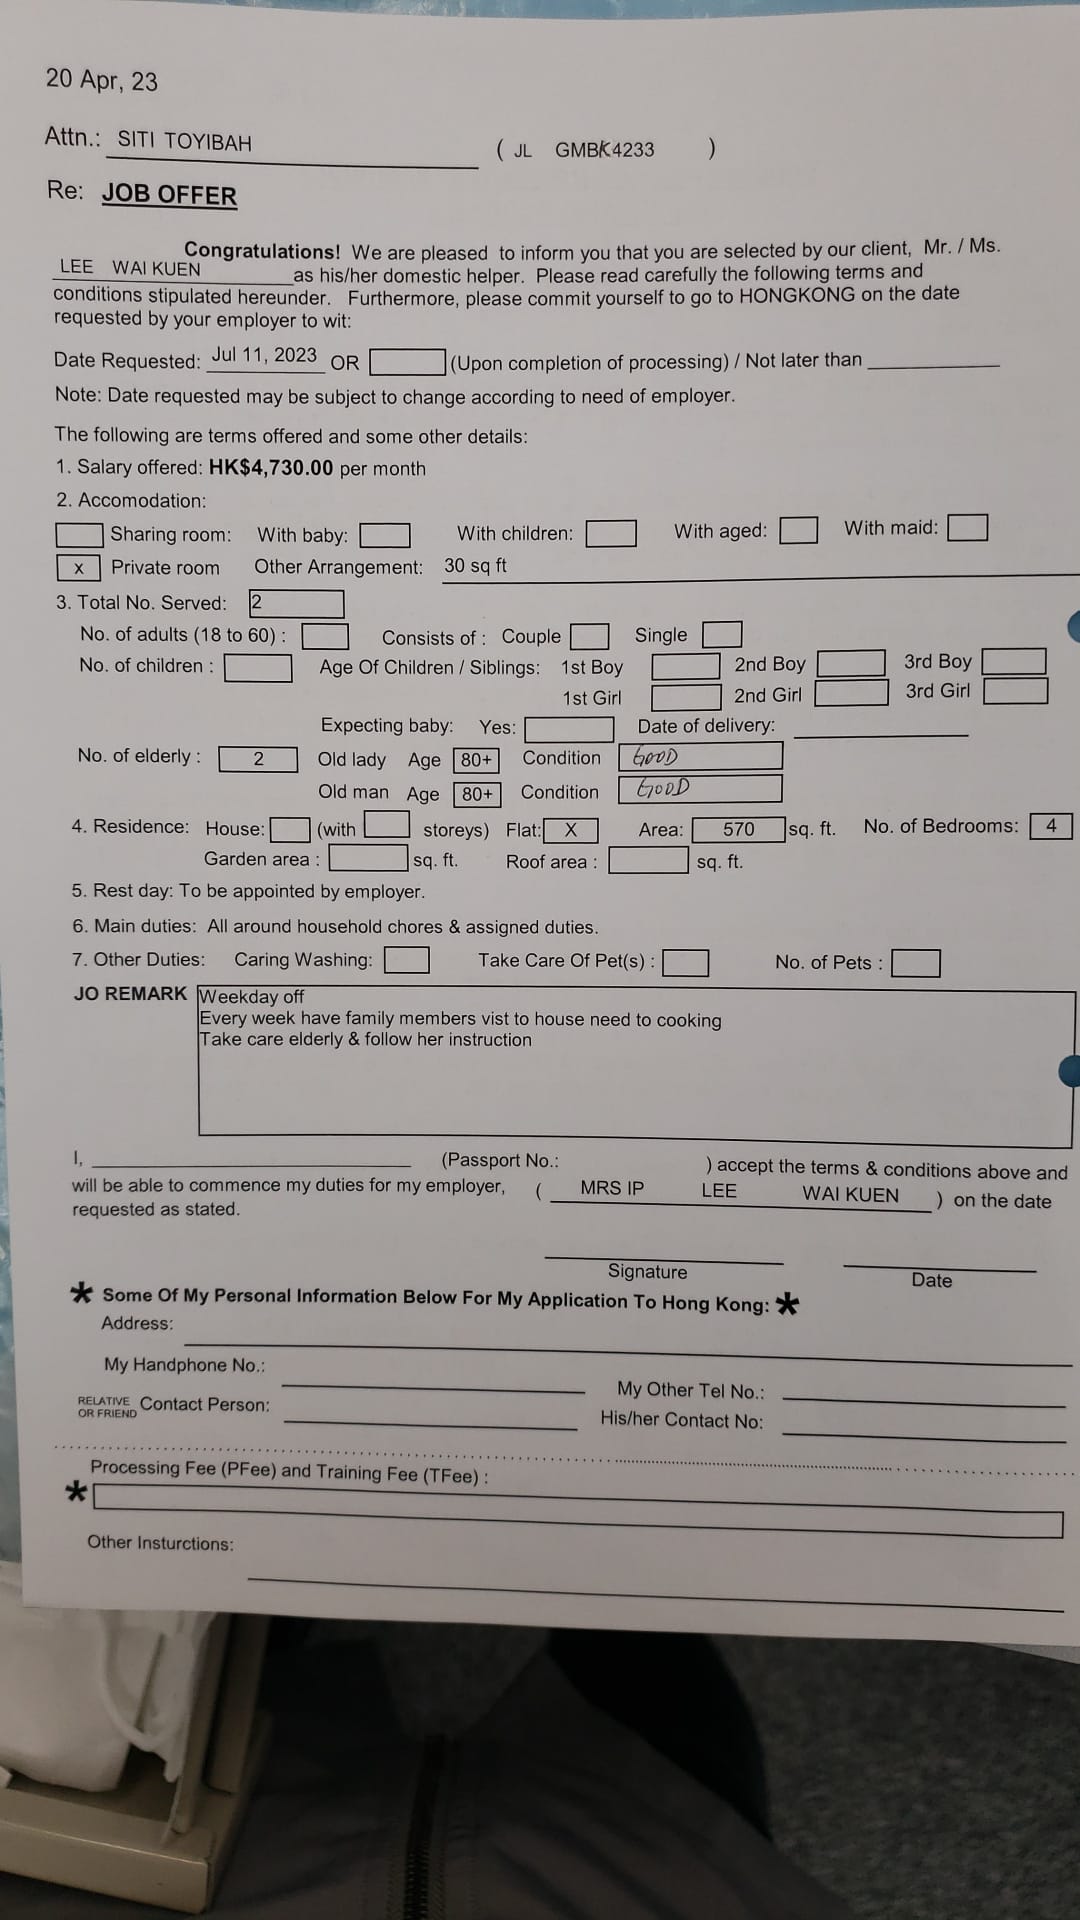 20 Apr, 23
Attn.: SITI TOYIBAH ( JL GMBK4233 )
Re: JOB OFFER
Congratulations! We are pleased to inform you that you are selected by our client, Mr. / Ms.
LEE WAI KUEN as his/her domestic helper. Please read carefully the following terms and
conditions stipulated hereunder. Furthermore, please commit yourself to go to HONGKONG on the date
requested by your employer to wit:
Date Requested: Jul 11, 2023 OR (Upon completion of processing) / Not later than
Note: Date requested may be subject to change according to need of employer.
The following are terms offered and some other details:
1. Salary offered: HK$4,730.00 per month
2. Accomodation:
Sharing room: With baby: With children: With aged: With maid:
x Private room Other Arrangement: 30 sq ft
3. Total No. Served: 2
No. of adults (18 to 60) : Consists of : Couple Single
No. of children : Age Of Children / Siblings: 1st Boy 2nd Boy 3rd Boy
1st Girl 2nd Girl 3rd Girl
Expecting baby: Yes: Date of delivery:
No. of elderly : 2 Old lady Age 80+ Condition GOOD
Old man Age 80+ Condition GOOD
4. Residence: House: (with storeys) Flat: X Area: 570 sq. ft. No. of Bedrooms: 4
Garden area : sq. ft. Roof area : sq. ft.
5. Rest day: To be appointed by employer.
6. Main duties: All around household chores & assigned duties.
7. Other Duties: Caring Washing: Take Care Of Pet(s) : No. of Pets :
JO REMARK Weekday off
Every week have family members vist to house need to cooking
Take care elderly & follow her instruction
I, (Passport No.: ) accept the terms & conditions above and
will be able to commence my duties for my employer, ( MRS IP LEE WAI KUEN ) on the date
requested as stated.
Signature Date
* Some Of My Personal Information Below For My Application To Hong Kong: *
Address:
My Handphone No.: My Other Tel No.:
RELATIVE OR FRIEND Contact Person: His/her Contact No:
Processing Fee (PFee) and Training Fee (TFee) :
*
Other Insturctions: